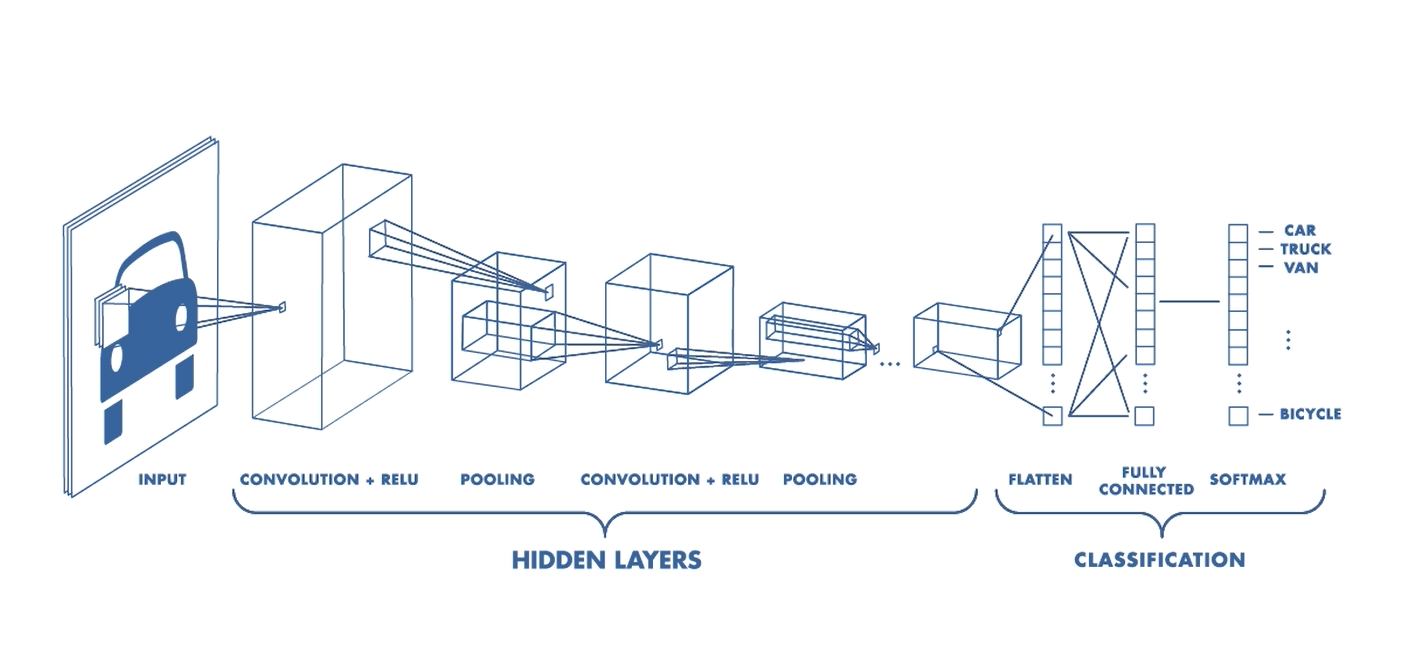 CAR
TRUCK
VAN
BICYCLE
INPUT
CONVOLUTION + RELU
POOLING
CONVOLUTION + RELU
POOLING
FLATTEN
FULLY
CONNECTED
SOFTMAX
HIDDEN LAYERS
CLASSIFICATION